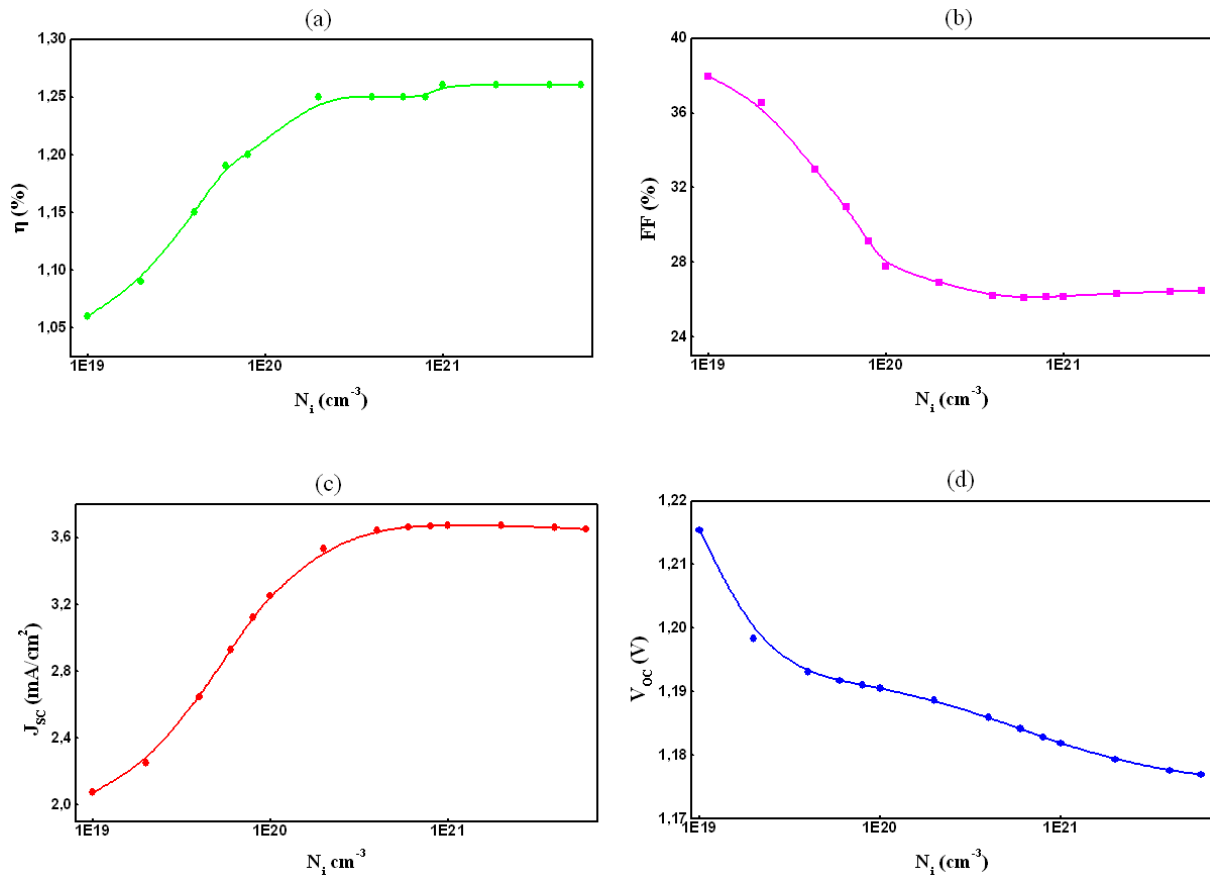 (a)
1,30
1,25
1,20
1,15
1,10
1,05
η (%)
1E19 1E20 1E21
N_i (cm^-3)
(b)
40
36
32
28
24
FF (%)
1E19 1E20 1E21
N_i (cm^-3)
(c)
3,6
3,2
2,8
2,4
2,0
J_SC (mA/cm^2)
1E19 1E20 1E21
N_i cm^-3
(d)
1,22
1,21
1,20
1,19
1,18
1,17
V_OC (V)
1E19 1E20 1E21
N_i (cm^-3)